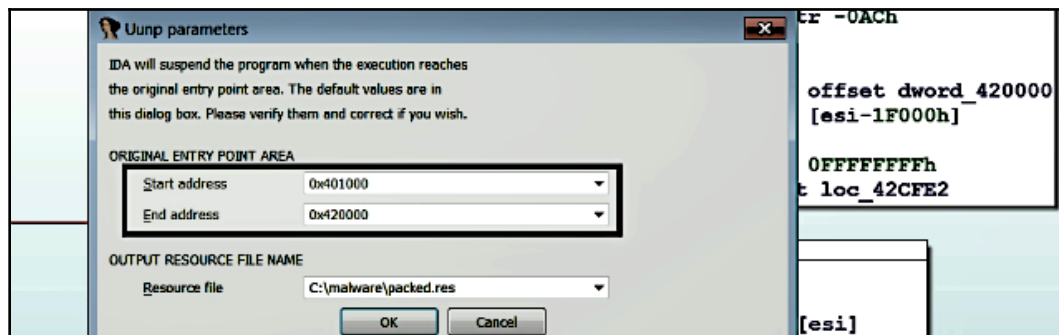 Uunp parameters
tr -0ACh
IDA will suspend the program when the execution reaches
the original entry point area. The default values are in
this dialog box. Please verify them and correct if you wish.
offset dword_420000
[esi-1F000h]
ORIGINAL ENTRY POINT AREA
0FFFFFFFFh
Start address 0x401000
t loc_42CFE2
End address 0x420000
OUTPUT RESOURCE FILE NAME
Resource file C:\malware\packed.res
OK Cancel
[esi]